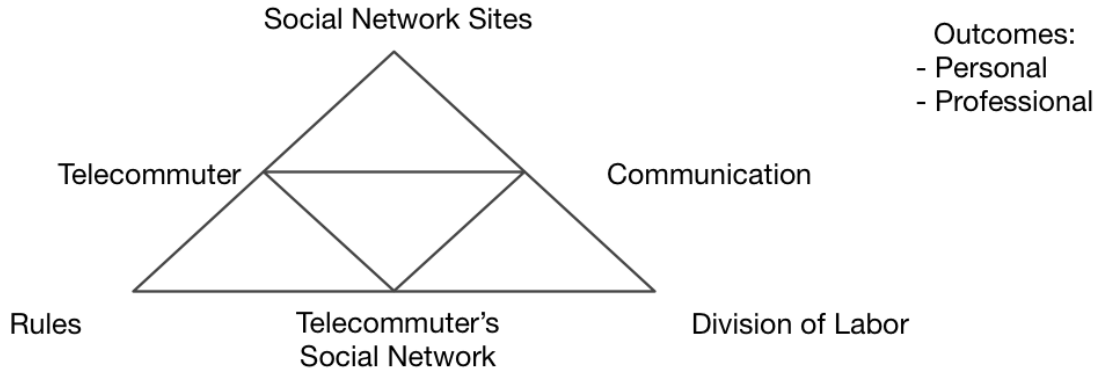 Social Network Sites
Outcomes:
- Personal
- Professional
Telecommuter
Communication
Rules
Telecommuter's
Social Network
Division of Labor